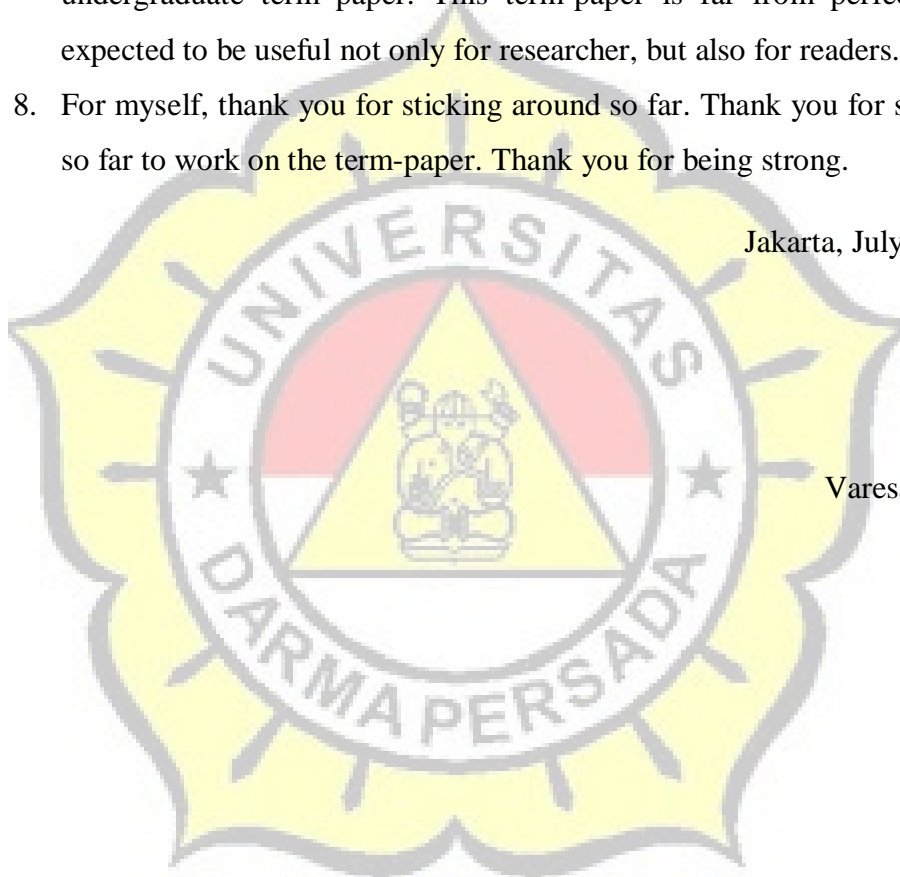 undergraduate term paper. This term-paper is far from
expected to be useful not only for researcher, but also for readers.
8. For myself, thank you for sticking around so far. Thank you for
so far to work on the term-paper. Thank you for being strong.
Jakarta, July
UNIVERSITAS
DARMA PERSADA